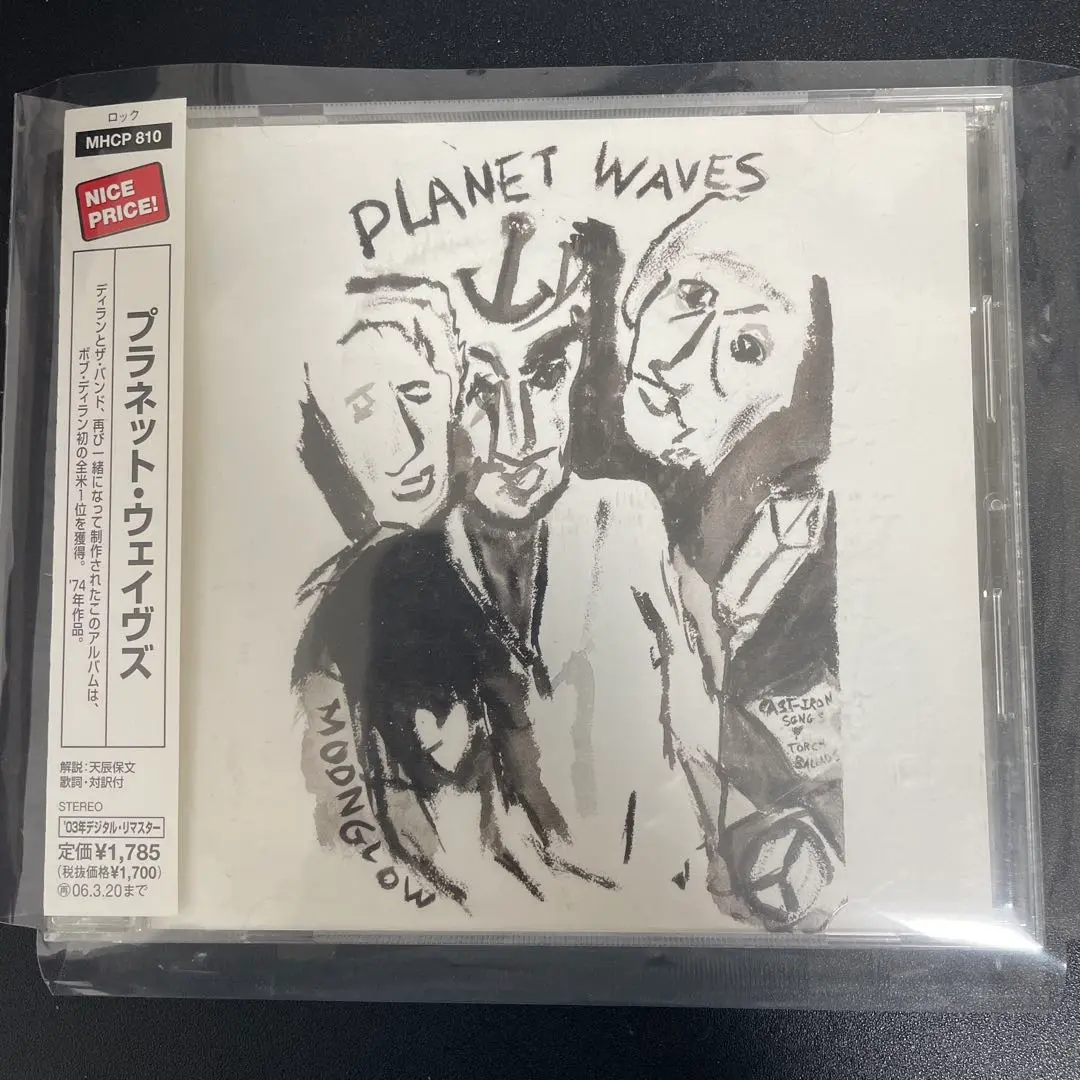 ロック
MHCP 810
NICE
PRICE!
プラネット・ウェイヴズ
ディランとザ・バンド、再び一緒になって制作されたこのアルバムは、
ボブ・ディラン初の全米1位を獲得。 '74年作品。
解説:天辰保文
歌詞・対訳付
STEREO
'03年デジタル・リマスター
定価¥1,785
(税抜価格¥1,700)
㊢06.3.20まで
PLANET WAVES
MOONGLOW
CAST-IRON
SONGS
♥
TORCH
BALLADS